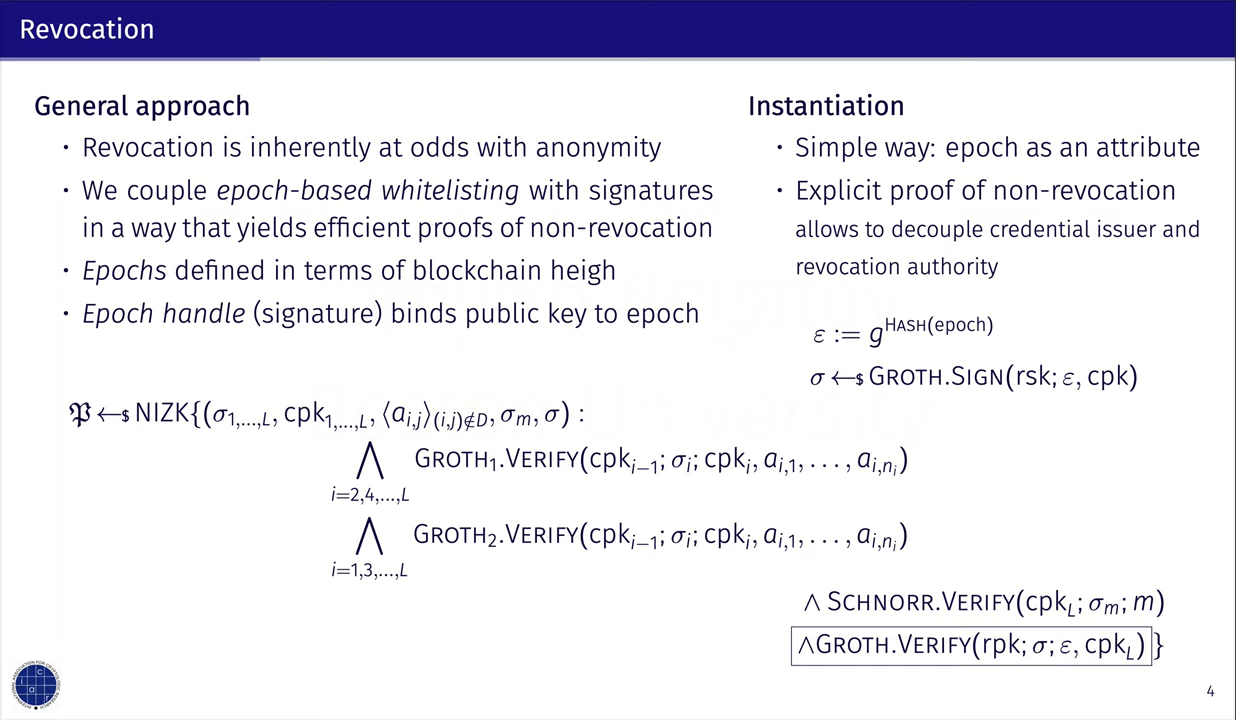 Revocation
General approach
· Revocation is inherently at odds with anonymity
· We couple epoch-based whitelisting with signatures
in a way that yields efficient proofs of non-revocation
· Epochs defined in terms of blockchain heigh
· Epoch handle (signature) binds public key to epoch
Instantiation
· Simple way: epoch as an attribute
· Explicit proof of non-revocation
allows to decouple credential issuer and
revocation authority
ε := g^HASH(epoch)
σ ←$ GROTH.SIGN(rsk; ε, cpk)
𝔓 ←$ NIZK{(σ_1,...,L, cpk_1,...,L, ⟨a_i,j⟩_(i,j)∉D, σ_m, σ) :
⋀ GROTH₁.VERIFY(cpk_i−1; σ_i; cpk_i, a_i,1, . . . , a_i,n_i)
i=2,4,...,L
⋀ GROTH₂.VERIFY(cpk_i−1; σ_i; cpk_i, a_i,1, . . . , a_i,n_i)
i=1,3,...,L
∧ SCHNORR.VERIFY(cpk_L; σ_m; m)
∧GROTH.VERIFY(rpk; σ; ε, cpk_L) }
4